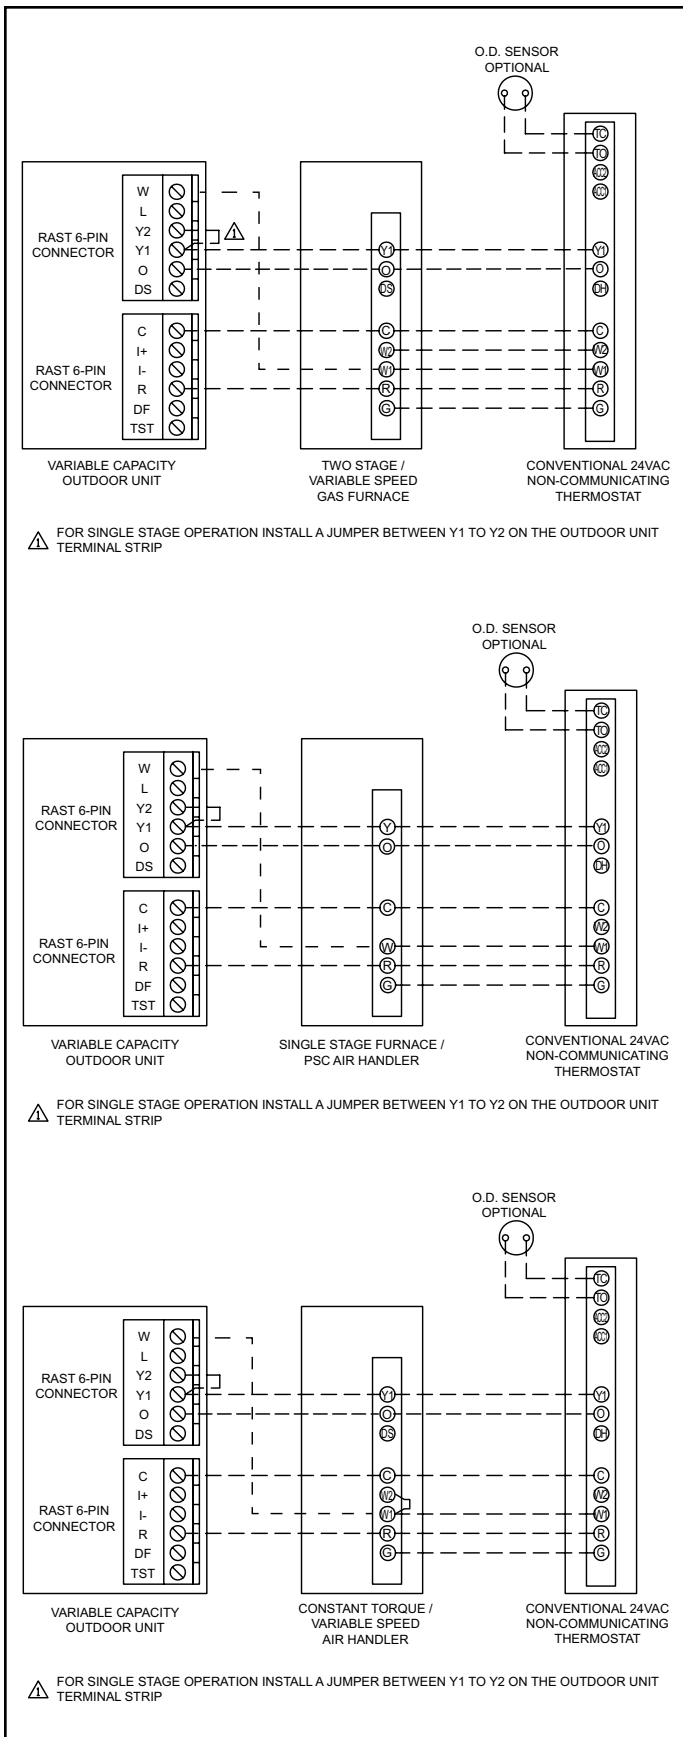 O.D. SENSOR
OPTIONAL
TC
TO
ACC2
ACC1
W
L
Y2
1
RAST 6-PIN
CONNECTOR
Y1
Y1
Y1
O
O
O
DS
DS
DH
C
C
C
I+
W2
W2
RAST 6-PIN
CONNECTOR
I-
W1
W1
R
R
R
DF
G
G
TST
VARIABLE CAPACITY
OUTDOOR UNIT
TWO STAGE /
VARIABLE SPEED
GAS FURNACE
CONVENTIONAL 24VAC
NON-COMMUNICATING
THERMOSTAT
1 FOR SINGLE STAGE OPERATION INSTALL A JUMPER BETWEEN Y1 TO Y2 ON THE OUTDOOR UNIT
TERMINAL STRIP
O.D. SENSOR
OPTIONAL
TC
TO
ACC2
ACC1
W
L
Y2
RAST 6-PIN
CONNECTOR
Y1
Y
Y1
O
O
O
DS
DH
C
C
C
I+
W2
RAST 6-PIN
CONNECTOR
I-
W
W1
R
R
R
DF
G
G
TST
VARIABLE CAPACITY
OUTDOOR UNIT
SINGLE STAGE FURNACE /
PSC AIR HANDLER
CONVENTIONAL 24VAC
NON-COMMUNICATING
THERMOSTAT
1 FOR SINGLE STAGE OPERATION INSTALL A JUMPER BETWEEN Y1 TO Y2 ON THE OUTDOOR UNIT
TERMINAL STRIP
O.D. SENSOR
OPTIONAL
TC
TO
ACC2
ACC1
W
L
Y2
RAST 6-PIN
CONNECTOR
Y1
Y1
Y1
O
O
O
DS
DS
DH
C
C
C
I+
W2
W2
RAST 6-PIN
CONNECTOR
I-
W1
W1
R
R
R
DF
G
G
TST
VARIABLE CAPACITY
OUTDOOR UNIT
CONSTANT TORQUE /
VARIABLE SPEED
AIR HANDLER
CONVENTIONAL 24VAC
NON-COMMUNICATING
THERMOSTAT
1 FOR SINGLE STAGE OPERATION INSTALL A JUMPER BETWEEN Y1 TO Y2 ON THE OUTDOOR UNIT
TERMINAL STRIP